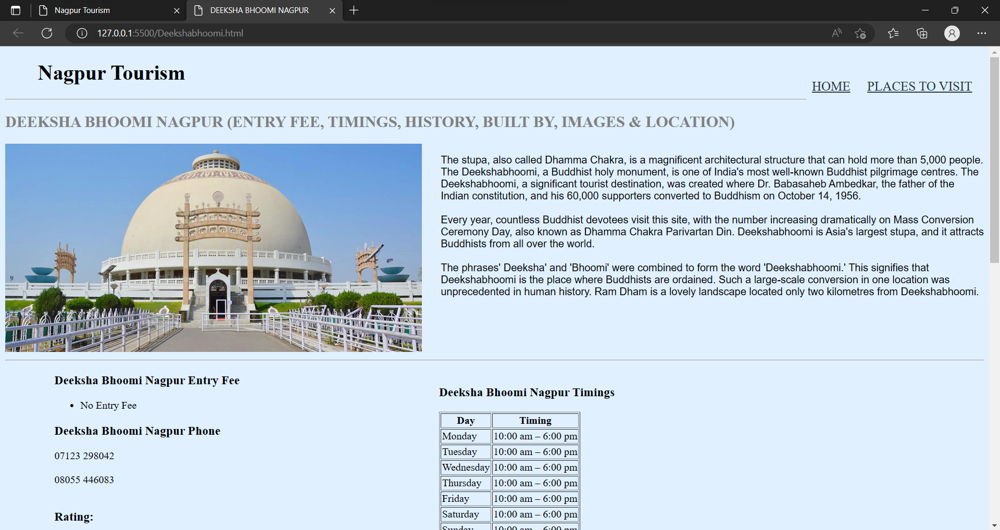 Nagpur Tourism
DEEKSHA BHOOMI NAGPUR
127.0.0.1:5500/Deekshabhoomi.html
Nagpur Tourism
HOME PLACES TO VISIT
DEEKSHA BHOOMI NAGPUR (ENTRY FEE, TIMINGS, HISTORY, BUILT BY, IMAGES & LOCATION)
The stupa, also called Dhamma Chakra, is a magnificent architectural structure that can hold more than 5,000 people.
The Deekshabhoomi, a Buddhist holy monument, is one of India's most well-known Buddhist pilgrimage centres. The
Deekshabhoomi, a significant tourist destination, was created where Dr. Babasaheb Ambedkar, the father of the
Indian constitution, and his 60,000 supporters converted to Buddhism on October 14, 1956.
Every year, countless Buddhist devotees visit this site, with the number increasing dramatically on Mass Conversion
Ceremony Day, also known as Dhamma Chakra Parivartan Din. Deekshabhoomi is Asia's largest stupa, and it attracts
Buddhists from all over the world.
The phrases' Deeksha' and 'Bhoomi' were combined to form the word 'Deekshabhoomi.' This signifies that
Deekshabhoomi is the place where Buddhists are ordained. Such a large-scale conversion in one location was
unprecedented in human history. Ram Dham is a lovely landscape located only two kilometres from Deekshabhoomi.
Deeksha Bhoomi Nagpur Entry Fee
• No Entry Fee
Deeksha Bhoomi Nagpur Phone
07123 298042
08055 446083
Rating:
Deeksha Bhoomi Nagpur Timings
Day Timing
Monday 10:00 am – 6:00 pm
Tuesday 10:00 am – 6:00 pm
Wednesday 10:00 am – 6:00 pm
Thursday 10:00 am – 6:00 pm
Friday 10:00 am – 6:00 pm
Saturday 10:00 am – 6:00 pm
Sunday 10:00 am – 6:00 pm